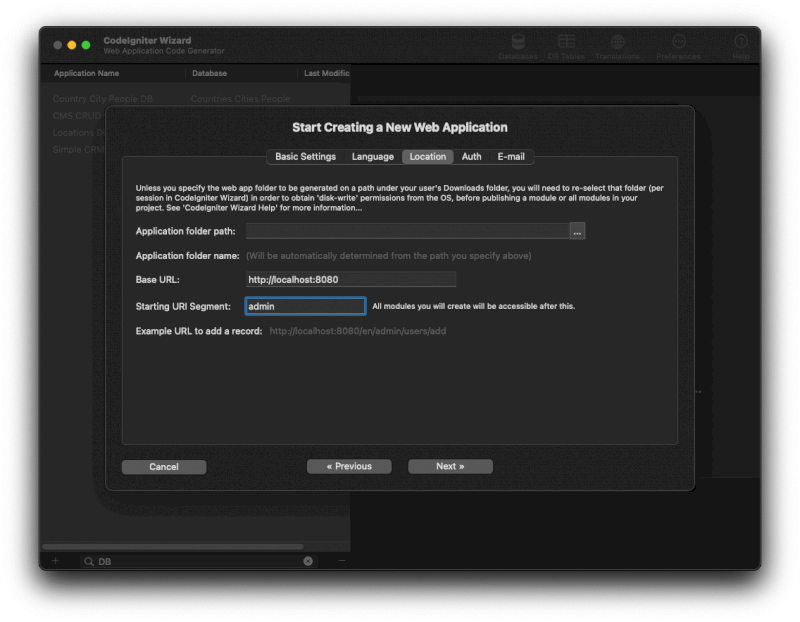 CodeIgniter Wizard
Web Application Code Generator
Databases DB Tables Translations Preferences Help
Application Name Database Last Modific
Country City People DB Countries Cities People
CMS CRUD
Locations D
Simple CRM
Start Creating a New Web Application
Basic Settings Language Location Auth E-mail
Unless you specify the web app folder to be generated on a path under your user's Downloads folder, you will need to re-select that folder (per
session in CodeIgniter Wizard) in order to obtain 'disk-write' permissions from the OS, before publishing a module or all modules in your
project. See 'CodeIgniter Wizard Help' for more information...
Application folder path: ...
Application folder name: (Will be automatically determined from the path you specify above)
Base URL: http://localhost:8080
Starting URI Segment: admin All modules you will create will be accessible after this.
Example URL to add a record: http://localhost:8080/en/admin/users/add
Cancel « Previous Next »
+ DB −